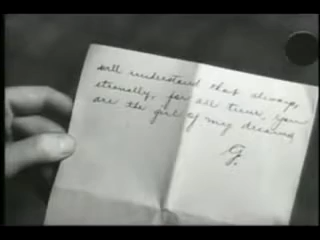 will understand that always,
eternally, for all time, you
are the girl of my dreams
G.